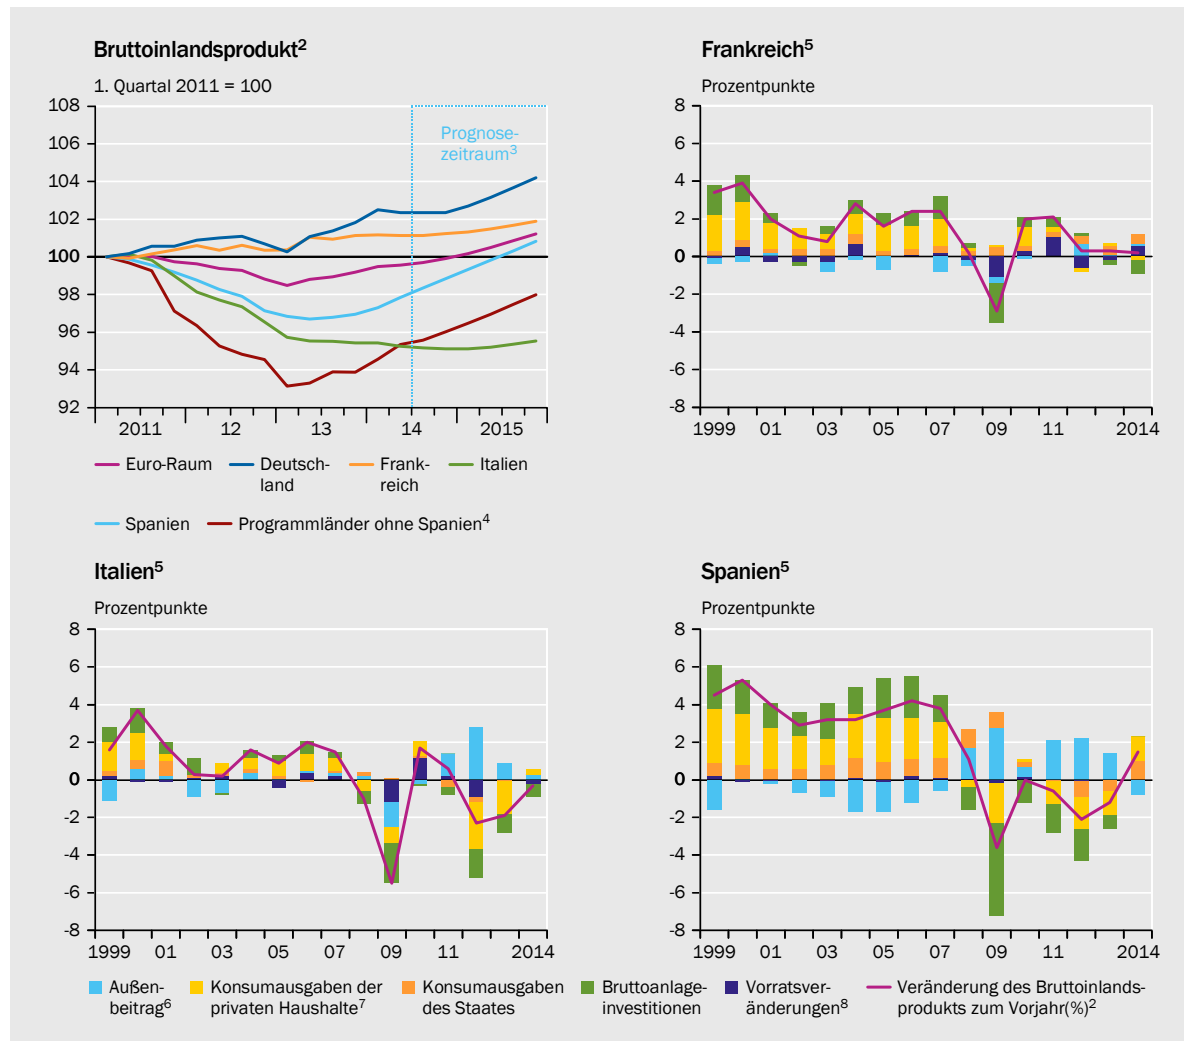 Bruttoinlandsprodukt²
1. Quartal 2011 = 100
108
106
104
102
100
98
96
94
92
Prognose-
zeitraum³
2011 12 13 14 2015
Euro-Raum Deutsch-
land Frank-
reich Italien
Spanien Programmländer ohne Spanien⁴
Frankreich⁵
Prozentpunkte
8
6
4
2
0
-2
-4
-6
-8
1999 01 03 05 07 09 11 2014
Italien⁵
Prozentpunkte
8
6
4
2
0
-2
-4
-6
-8
1999 01 03 05 07 09 11 2014
Spanien⁵
Prozentpunkte
8
6
4
2
0
-2
-4
-6
-8
1999 01 03 05 07 09 11 2014
Außen-
beitrag⁶
Konsumausgaben der
privaten Haushalte⁷
Konsumausgaben
des Staates
Bruttoanlage-
investitionen
Vorratsver-
änderungen⁸
Veränderung des Bruttoinlands-
produkts zum Vorjahr(%)²